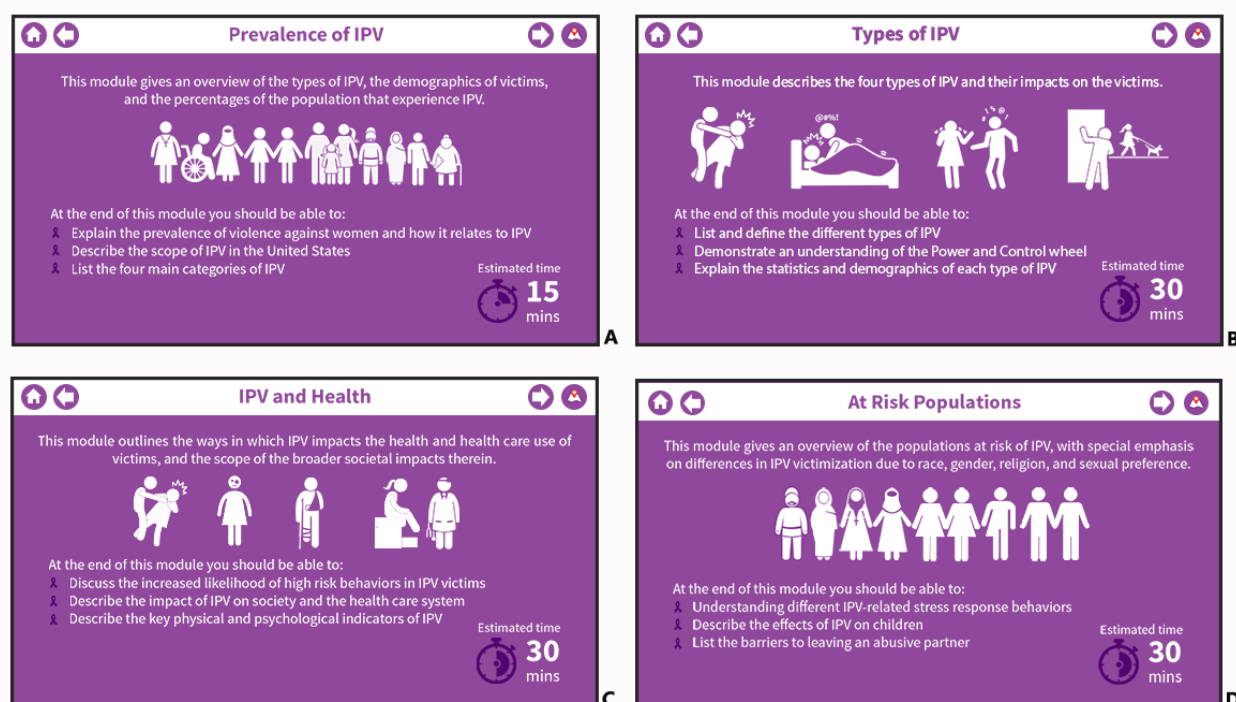 Prevalence of IPV
This module gives an overview of the types of IPV, the demographics of victims,
and the percentages of the population that experience IPV.
At the end of this module you should be able to:
Explain the prevalence of violence against women and how it relates to IPV
Describe the scope of IPV in the United States
List the four main categories of IPV
Estimated time
15
mins
A
Types of IPV
This module describes the four types of IPV and their impacts on the victims.
@#%!
! % @
#
At the end of this module you should be able to:
List and define the different types of IPV
Demonstrate an understanding of the Power and Control wheel
Explain the statistics and demographics of each type of IPV
Estimated time
30
mins
B
IPV and Health
This module outlines the ways in which IPV impacts the health and health care use of
victims, and the scope of the broader societal impacts therein.
At the end of this module you should be able to:
Discuss the increased likelihood of high risk behaviors in IPV victims
Describe the impact of IPV on society and the health care system
Describe the key physical and psychological indicators of IPV
Estimated time
30
mins
C
At Risk Populations
This module gives an overview of the populations at risk of IPV, with special emphasis
on differences in IPV victimization due to race, gender, religion, and sexual preference.
At the end of this module you should be able to:
Understanding different IPV-related stress response behaviors
Describe the effects of IPV on children
List the barriers to leaving an abusive partner
Estimated time
30
mins
D